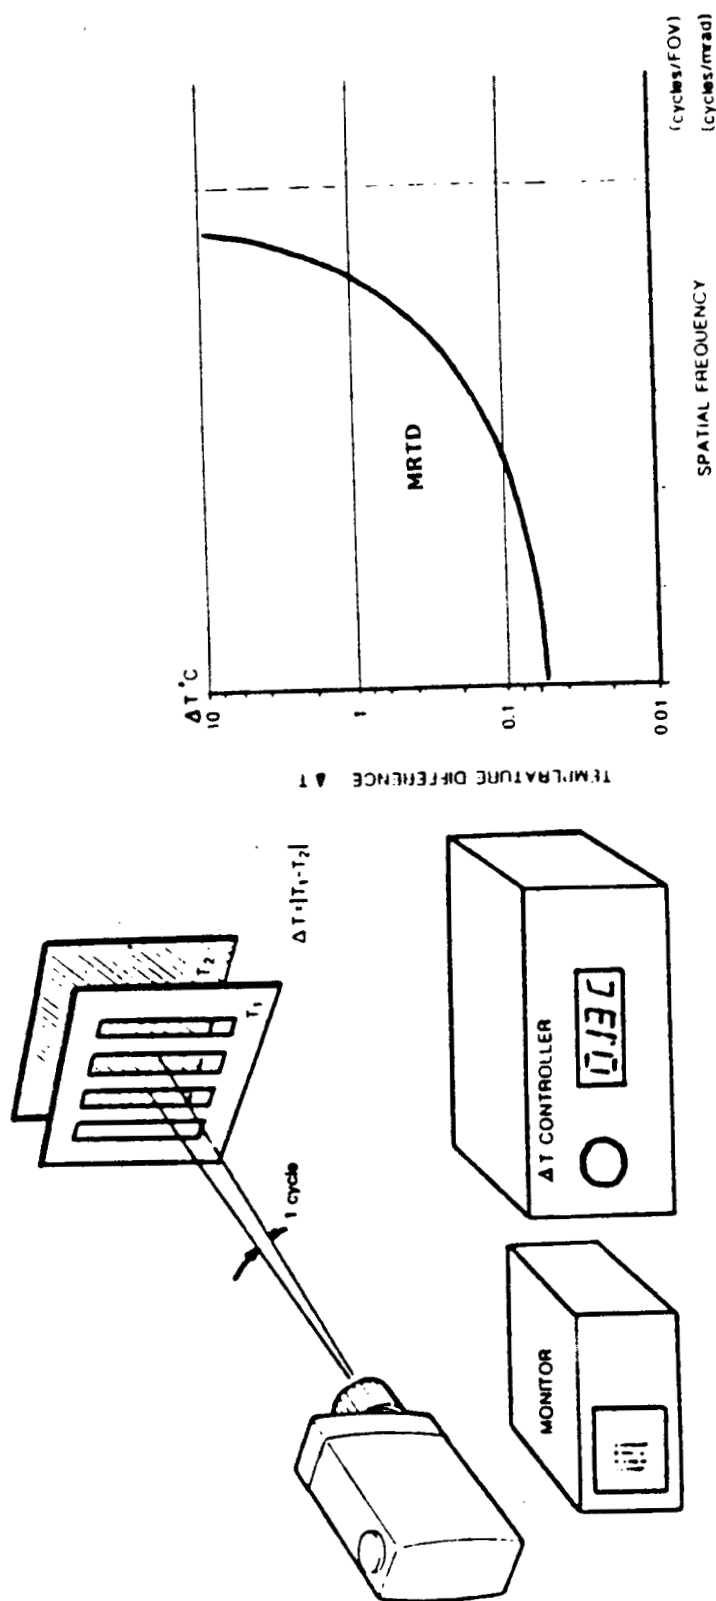 T₂
T₁
ΔT=|T₁-T₂|
1 cycle
MONITOR
ΔT CONTROLLER
TEMPERATURE DIFFERENCE ΔT
ΔT °C
10
1
0.1
0.01
MRTD
SPATIAL FREQUENCY
(cycles/FOV)
(cycles/mrad)